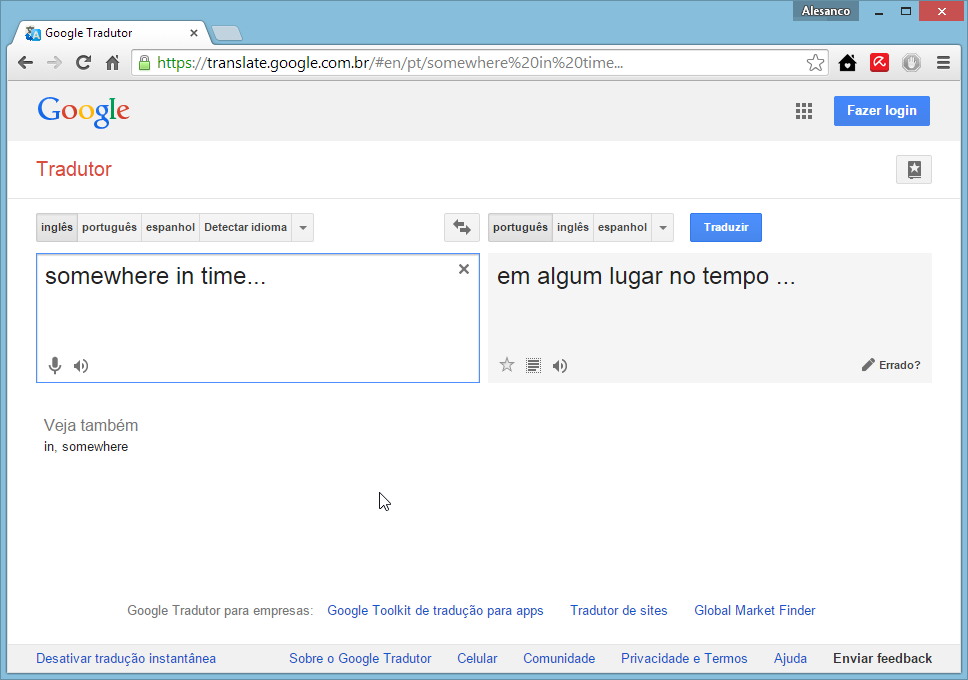 Alesanco
Google Tradutor
https://translate.google.com.br/#en/pt/somewhere%20in%20time...
Google
Fazer login
Tradutor
inglês português espanhol Detectar idioma
português inglês espanhol Traduzir
somewhere in time...
em algum lugar no tempo ...
Errado?
Veja também
in, somewhere
Google Tradutor para empresas: Google Toolkit de tradução para apps Tradutor de sites Global Market Finder
Desativar tradução instantânea Sobre o Google Tradutor Celular Comunidade Privacidade e Termos Ajuda Enviar feedback